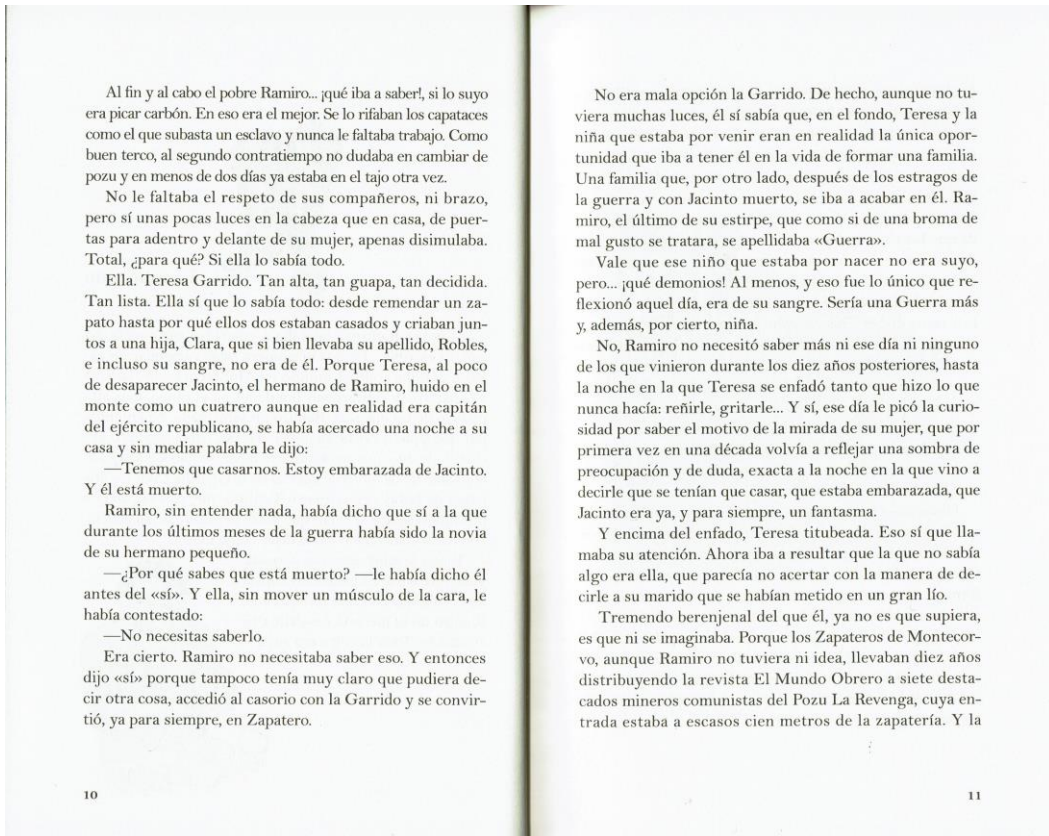 Al fin y al cabo el pobre Ramiro... ¡qué iba a saber!, si lo suyo
era picar carbón. En eso era el mejor. Se lo rifaban los capataces
como el que subasta un esclavo y nunca le faltaba trabajo. Como
buen terco, al segundo contratiempo no dudaba en cambiar de
pozu y en menos de dos días ya estaba en el tajo otra vez.
No le faltaba el respeto de sus compañeros, ni brazo,
pero sí unas pocas luces en la cabeza que en casa, de puer-
tas para adentro y delante de su mujer, apenas disimulaba.
Total, ¿para qué? Si ella lo sabía todo.
Ella. Teresa Garrido. Tan alta, tan guapa, tan decidida.
Tan lista. Ella sí que lo sabía todo: desde remendar un za-
pato hasta por qué ellos dos estaban casados y criaban jun-
tos a una hija, Clara, que si bien llevaba su apellido, Robles,
e incluso su sangre, no era de él. Porque Teresa, al poco
de desaparecer Jacinto, el hermano de Ramiro, huido en el
monte como un cuatrero aunque en realidad era capitán
del ejército republicano, se había acercado una noche a su
casa y sin mediar palabra le dijo:
—Tenemos que casarnos. Estoy embarazada de Jacinto.
Y él está muerto.
Ramiro, sin entender nada, había dicho que sí a la que
durante los últimos meses de la guerra había sido la novia
de su hermano pequeño.
—¿Por qué sabes que está muerto? —le había dicho él
antes del «sí». Y ella, sin mover un músculo de la cara, le
había contestado:
—No necesitas saberlo.
Era cierto. Ramiro no necesitaba saber eso. Y entonces
dijo «sí» porque tampoco tenía muy claro que pudiera de-
cir otra cosa, accedió al casorio con la Garrido y se convir-
tió, ya para siempre, en Zapatero.
10
No era mala opción la Garrido. De hecho, aunque no tu-
viera muchas luces, él sí sabía que, en el fondo, Teresa y la
niña que estaba por venir eran en realidad la única opor-
tunidad que iba a tener él en la vida de formar una familia.
Una familia que, por otro lado, después de los estragos de
la guerra y con Jacinto muerto, se iba a acabar en él. Ra-
miro, el último de su estirpe, que como si de una broma de
mal gusto se tratara, se apellidaba «Guerra».
Vale que ese niño que estaba por nacer no era suyo,
pero... ¡qué demonios! Al menos, y eso fue lo único que re-
flexionó aquel día, era de su sangre. Sería una Guerra más
y, además, por cierto, niña.
No, Ramiro no necesitó saber más ni ese día ni ninguno
de los que vinieron durante los diez años posteriores, hasta
la noche en la que Teresa se enfadó tanto que hizo lo que
nunca hacía: reñirle, gritarle... Y sí, ese día le picó la curio-
sidad por saber el motivo de la mirada de su mujer, que por
primera vez en una década volvía a reflejar una sombra de
preocupación y de duda, exacta a la noche en la que vino a
decirle que se tenían que casar, que estaba embarazada, que
Jacinto era ya, y para siempre, un fantasma.
Y encima del enfado, Teresa titubeada. Eso sí que lla-
maba su atención. Ahora iba a resultar que la que no sabía
algo era ella, que parecía no acertar con la manera de de-
cirle a su marido que se habían metido en un gran lío.
Tremendo berenjenal del que él, ya no es que supiera,
es que ni se imaginaba. Porque los Zapateros de Montecor-
vo, aunque Ramiro no tuviera ni idea, llevaban diez años
distribuyendo la revista El Mundo Obrero a siete desta-
cados mineros comunistas del Pozu La Revenga, cuya en-
trada estaba a escasos cien metros de la zapatería. Y la
11